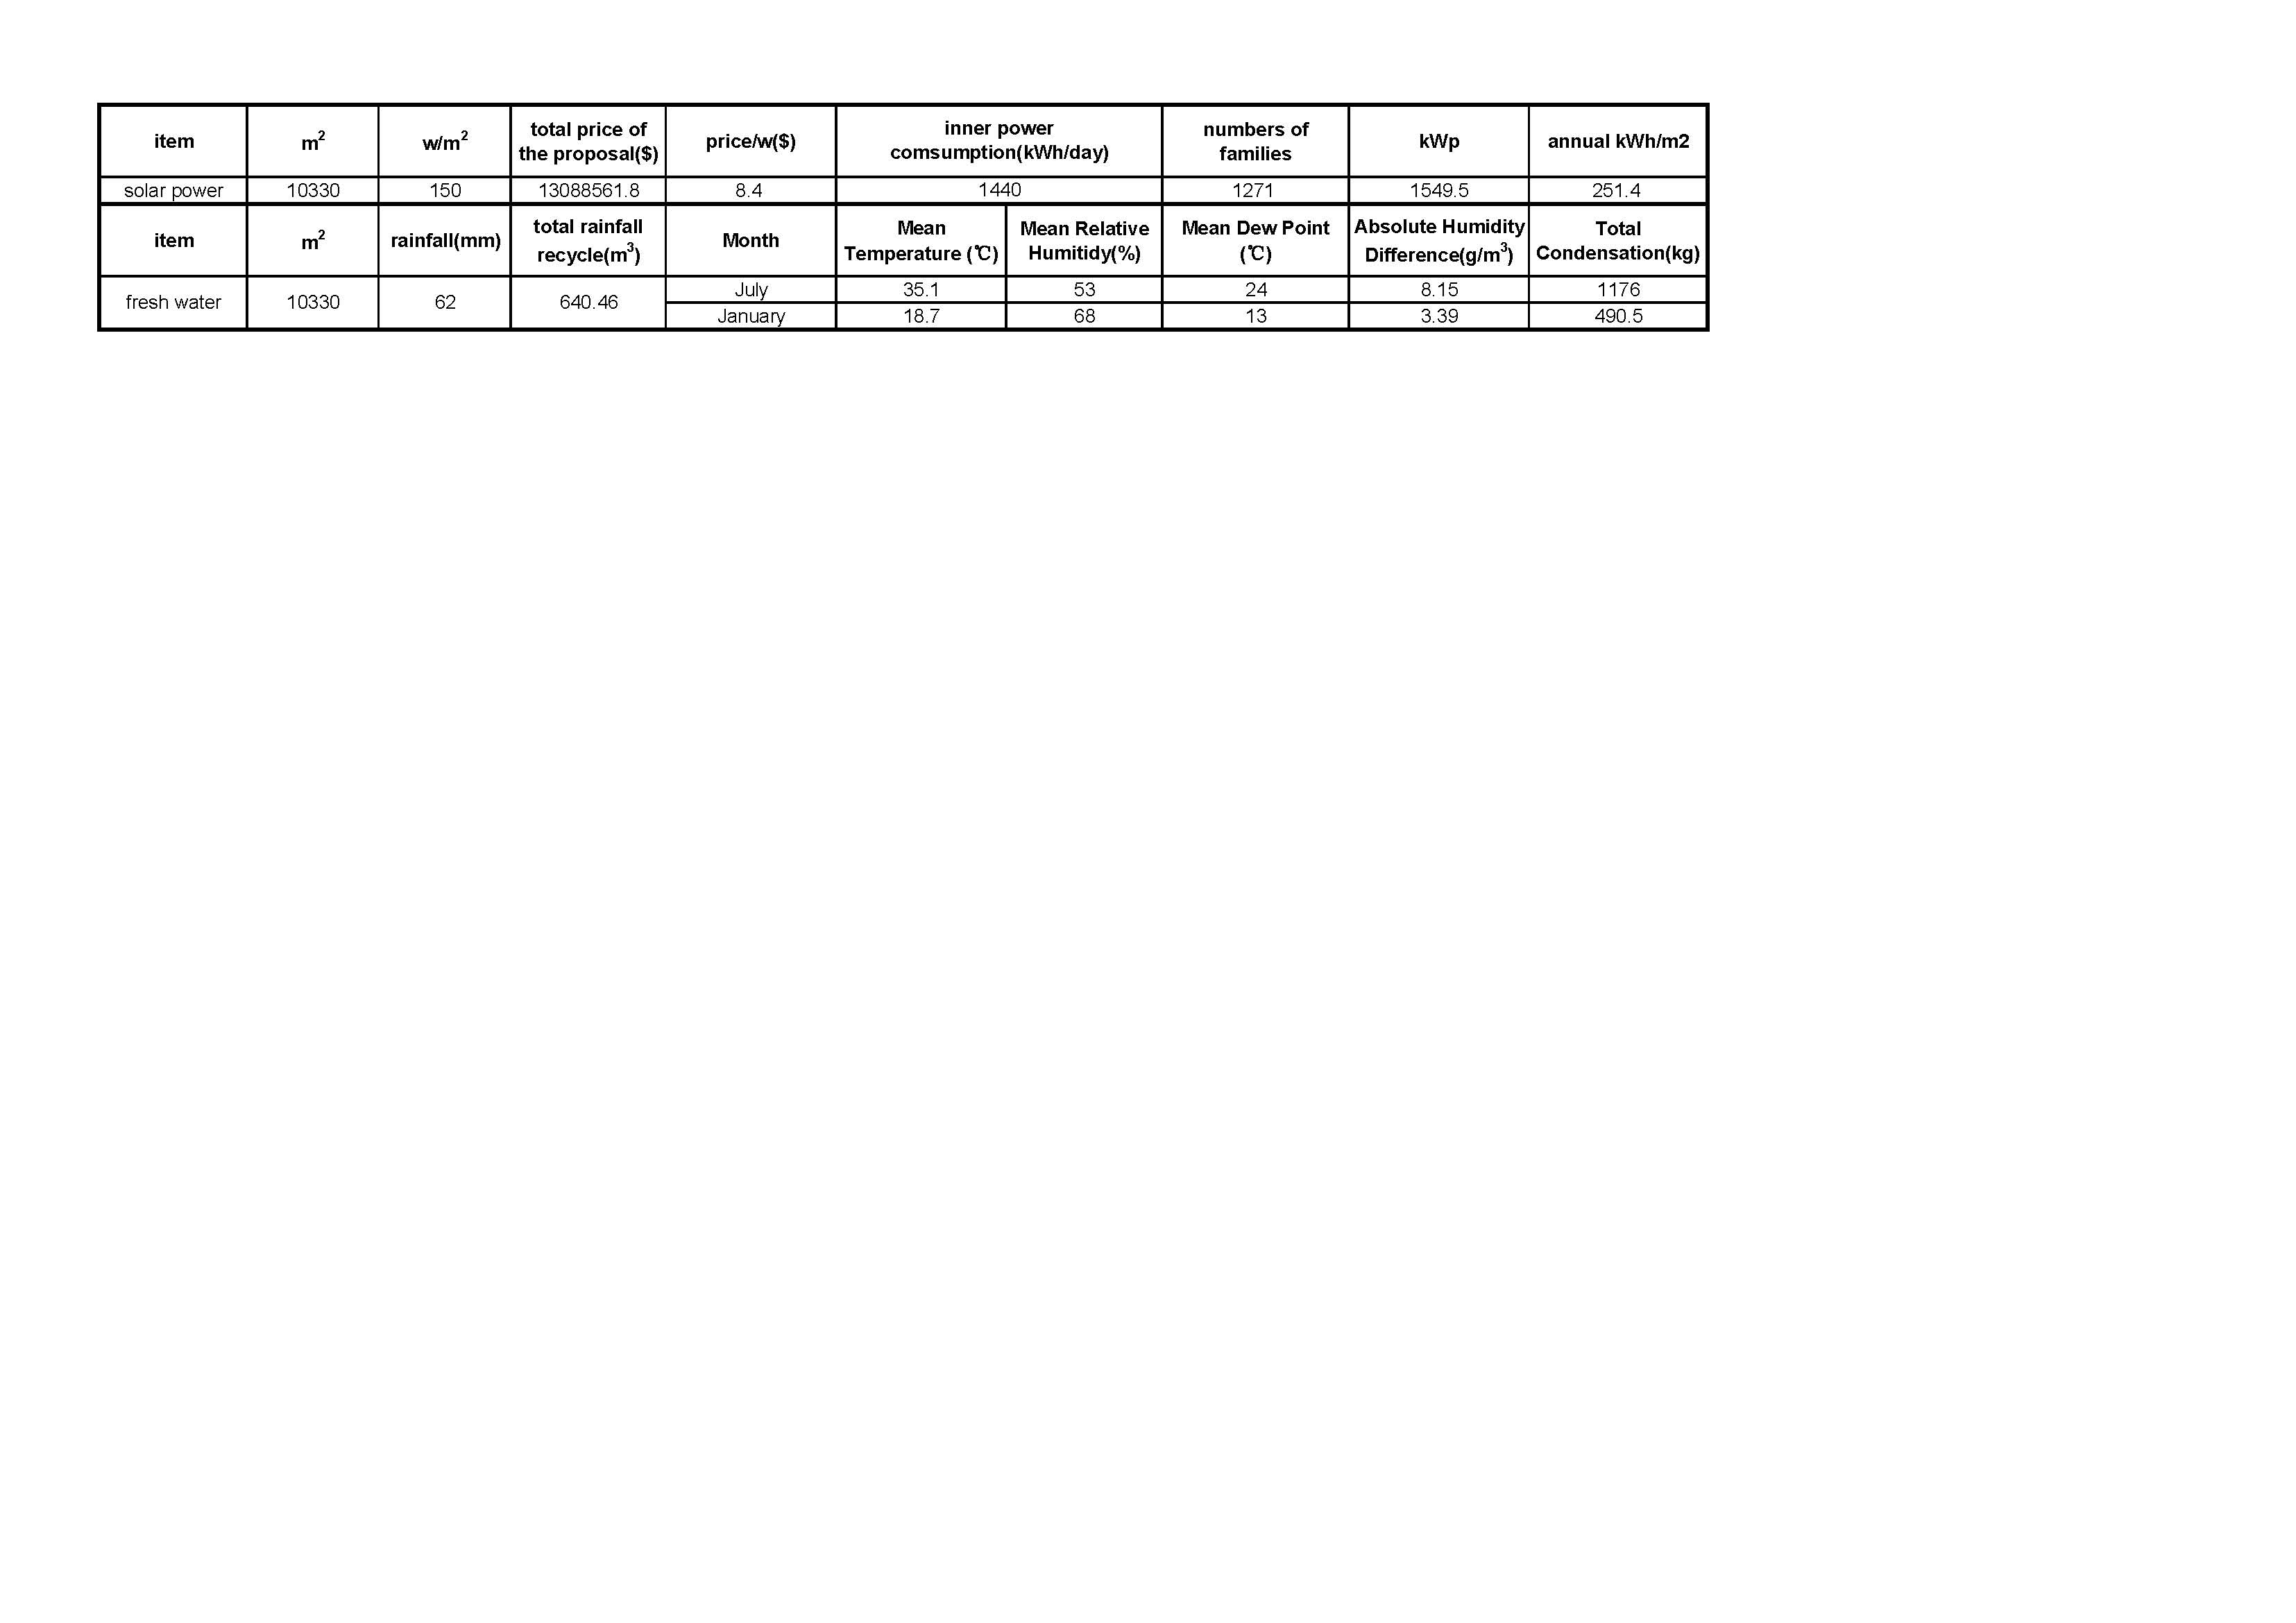 item m² w/m² total price of the proposal($) price/w($) inner power comsumption(kWh/day) numbers of families kWp annual kWh/m2
solar power 10330 150 13088561.8 8.4 1440 1271 1549.5 251.4
item m² rainfall(mm) total rainfall recycle(m³) Month Mean Temperature (℃) Mean Relative Humitidy(%) Mean Dew Point (℃) Absolute Humidity Difference(g/m³) Total Condensation(kg)
fresh water 10330 62 640.46 July 35.1 53 24 8.15 1176
January 18.7 68 13 3.39 490.5